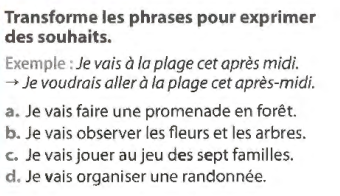 Transforme les phrases pour exprimer
des souhaits.
Exemple : Je vais à la plage cet après midi.
→ Je voudrais aller à la plage cet après-midi.
a. Je vais faire une promenade en forêt.
b. Je vais observer les fleurs et les arbres.
c. Je vais jouer au jeu des sept familles.
d. Je vais organiser une randonnée.